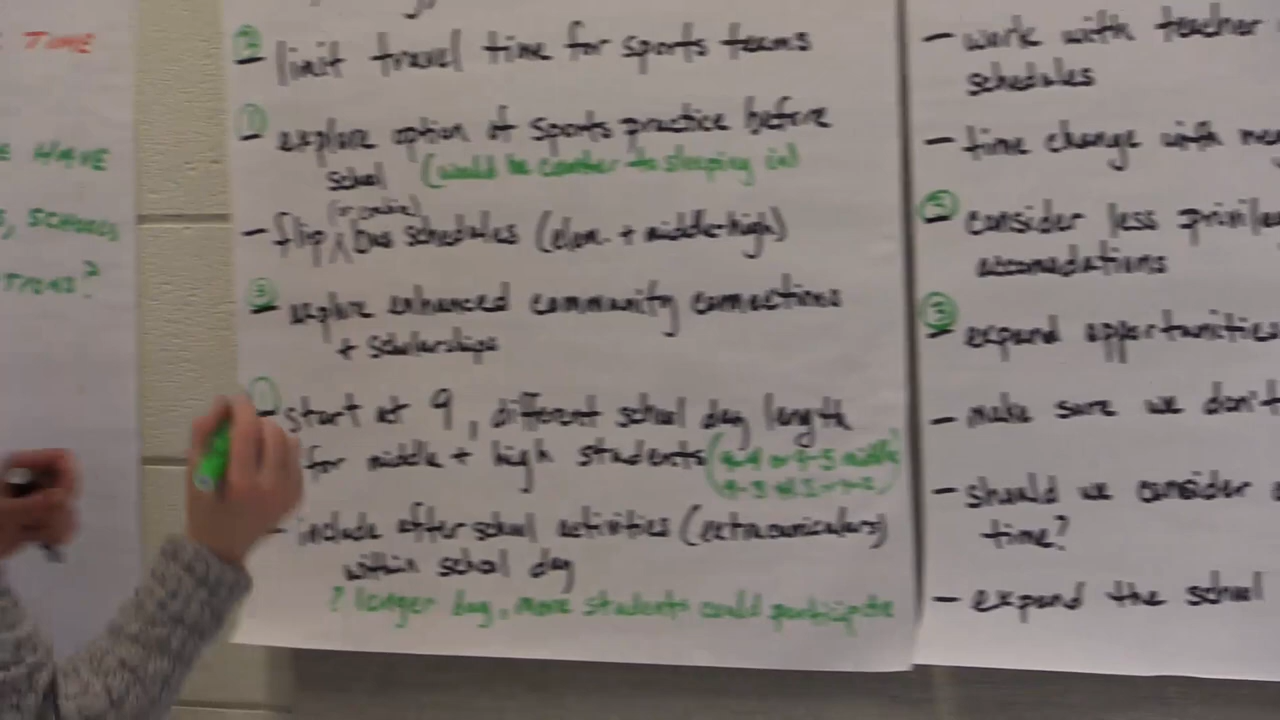 TIME
HAVE
SCHOOLS
② limit travel time for sports teams
① explore option of sports practice before
school (would be counter to sleeping in)
- flip bus schedules (elem. + middle-high)
explore enhanced community connections
+ scholarships
start at 9, different school day length
for middle + high students
- include after school activities (extracurriculars)
within school day
? longer day, more students could participate
- work with teacher
schedules
- time change with
consider less
accomodations
③ expand opportunities
- make sure we don't
- should we consider
time?
- expand the school